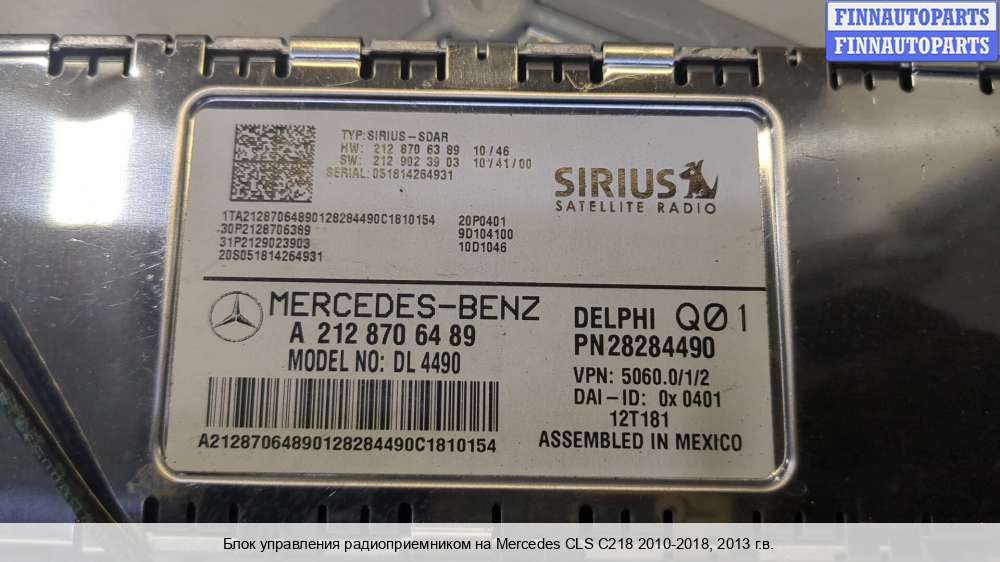 FINNAUTOPARTS
FINNAUTOPARTS
TYP: SIRIUS-SDAR
HW: 212 870 63 89 10/46
SW: 212 902 39 03 10/41/00
SERIAL: 051814264931
SIRIUS
SATELLITE RADIO
1TA21287064890128284490C1810154 20P0401
30P2128706389 9D104100
31P2129023903 10D1046
20S051814264931
MERCEDES-BENZ
A 212 870 64 89
MODEL NO: DL 4490
A21287064890128284490C1810154
DELPHI Q01
PN28284490
VPN: 5060.0/1/2
DAI-ID: 0x 0401
12T181
ASSEMBLED IN MEXICO
Блок управления радиоприемником на Mercedes CLS C218 2010-2018, 2013 г.в.